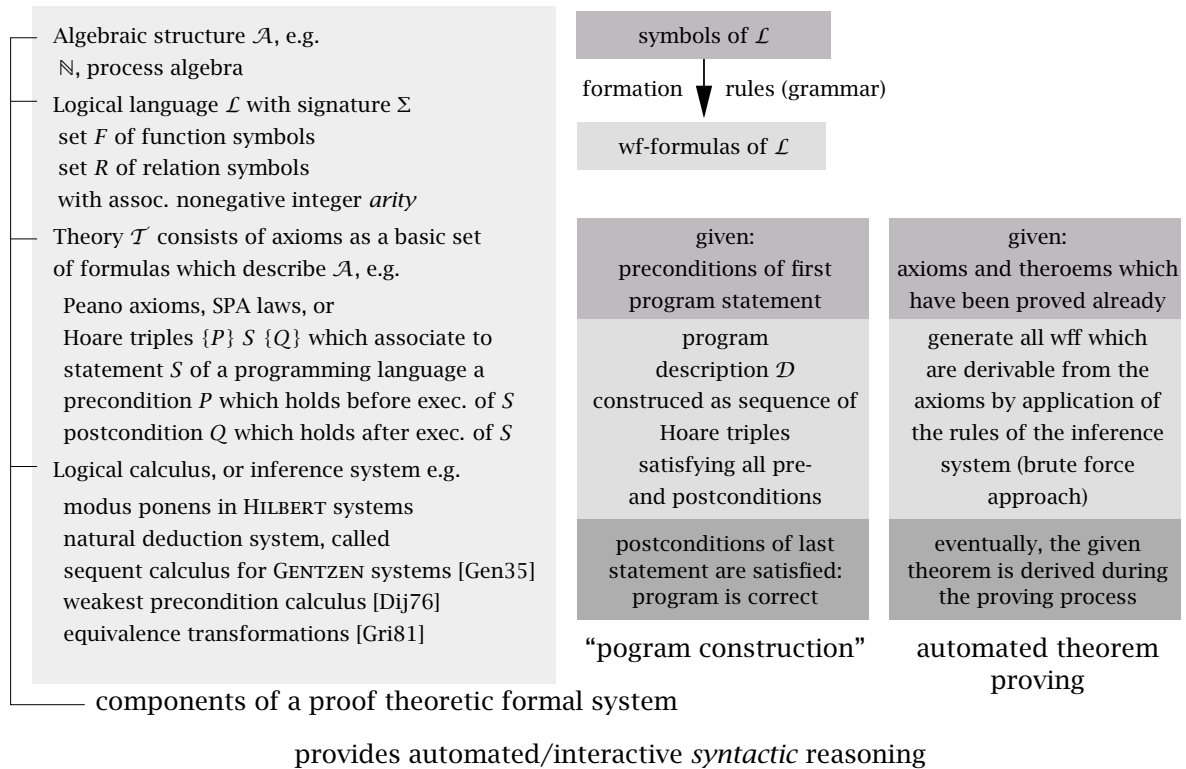 Algebraic structure 𝒜, e.g.
ℕ, process algebra
Logical language ℒ with signature Σ
set F of function symbols
set R of relation symbols
with assoc. nonegative integer arity
Theory 𝒯 consists of axioms as a basic set
of formulas which describe 𝒜, e.g.
Peano axioms, SPA laws, or
Hoare triples {P} S {Q} which associate to
statement S of a programming language a
precondition P which holds before exec. of S
postcondition Q which holds after exec. of S
Logical calculus, or inference system e.g.
modus ponens in HILBERT systems
natural deduction system, called
sequent calculus for GENTZEN systems [Gen35]
weakest precondition calculus [Dij76]
equivalence transformations [Gri81]
components of a proof theoretic formal system
symbols of ℒ
formation rules (grammar)
wf-formulas of ℒ
given:
preconditions of first
program statement
program
description 𝒟
construced as sequence of
Hoare triples
satisfying all pre-
and postconditions
postconditions of last
statement are satisfied:
program is correct
“pogram construction”
given:
axioms and theroems which
have been proved already
generate all wff which
are derivable from the
axioms by application of
the rules of the inference
system (brute force
approach)
eventually, the given
theorem is derived during
the proving process
automated theorem
proving
provides automated/interactive syntactic reasoning